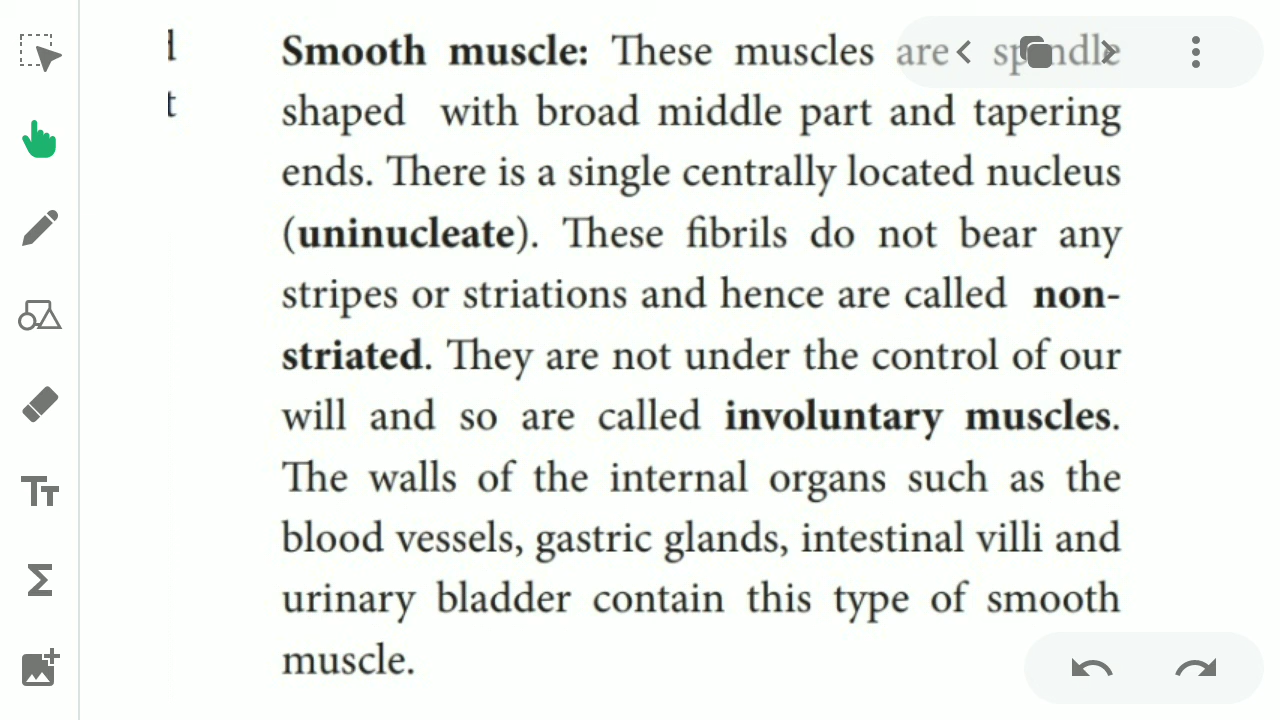 d
t
Smooth muscle: These muscles are spindle
shaped with broad middle part and tapering
ends. There is a single centrally located nucleus
(uninucleate). These fibrils do not bear any
stripes or striations and hence are called non-
striated. They are not under the control of our
will and so are called involuntary muscles.
The walls of the internal organs such as the
blood vessels, gastric glands, intestinal villi and
urinary bladder contain this type of smooth
muscle.